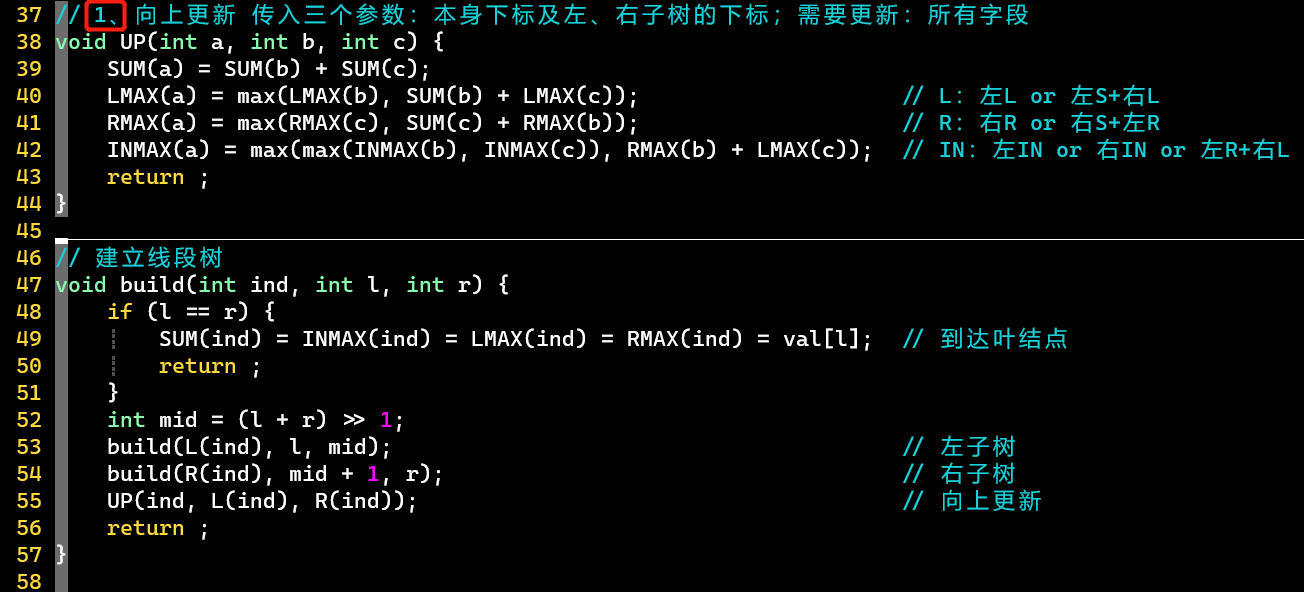 37 // 1、向上更新 传入三个参数：本身下标及左、右子树的下标；需要更新：所有字段
38 void UP(int a, int b, int c) {
39     SUM(a) = SUM(b) + SUM(c);
40     LMAX(a) = max(LMAX(b), SUM(b) + LMAX(c));                    // L：左L or 左S+右L
41     RMAX(a) = max(RMAX(c), SUM(c) + RMAX(b));                    // R：右R or 右S+左R
42     INMAX(a) = max(max(INMAX(b), INMAX(c)), RMAX(b) + LMAX(c));  // IN：左IN or 右IN or 左R+右L
43     return ;
44 }
45
46 // 建立线段树
47 void build(int ind, int l, int r) {
48     if (l == r) {
49         SUM(ind) = INMAX(ind) = LMAX(ind) = RMAX(ind) = val[l];  // 到达叶结点
50         return ;
51     }
52     int mid = (l + r) >> 1;
53     build(L(ind), l, mid);                                       // 左子树
54     build(R(ind), mid + 1, r);                                   // 右子树
55     UP(ind, L(ind), R(ind));                                     // 向上更新
56     return ;
57 }
58